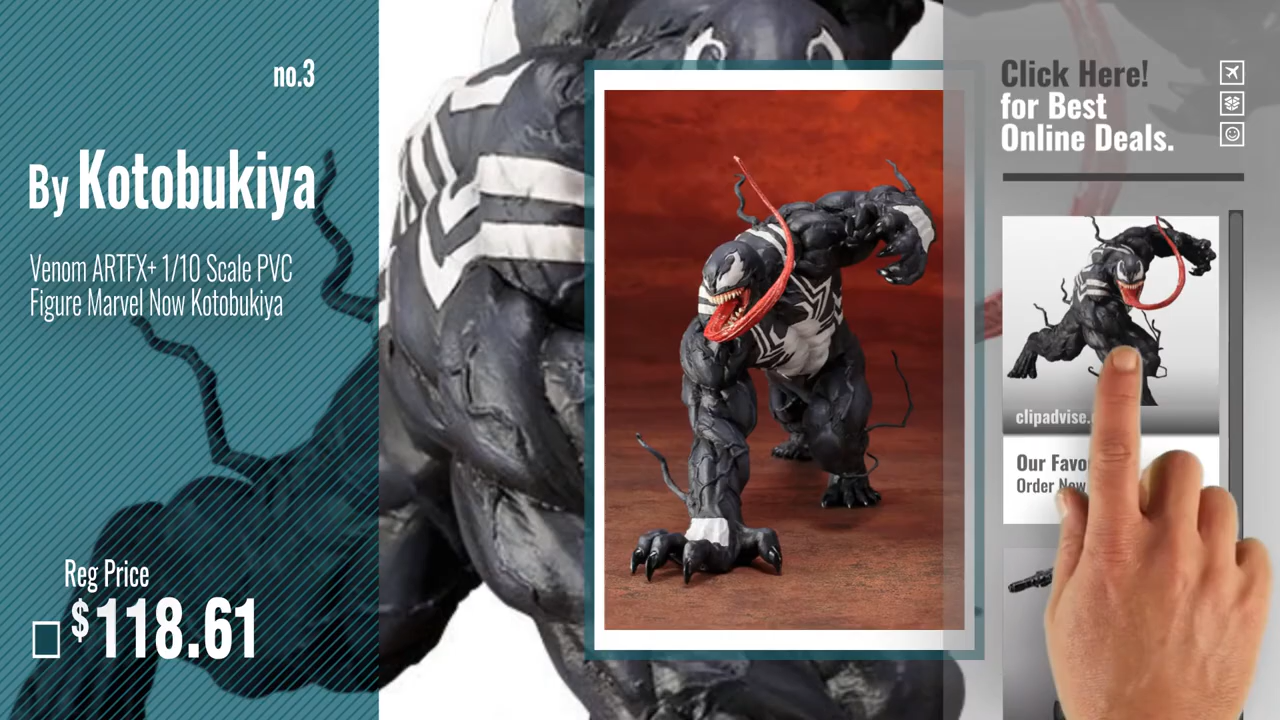 no.3
By Kotobukiya
Venom ARTFX+ 1/10 Scale PVC
Figure Marvel Now Kotobukiya
Reg Price
$118.61
Click Here!
for Best
Online Deals.
clipadvise.
Our Favo
Order Now